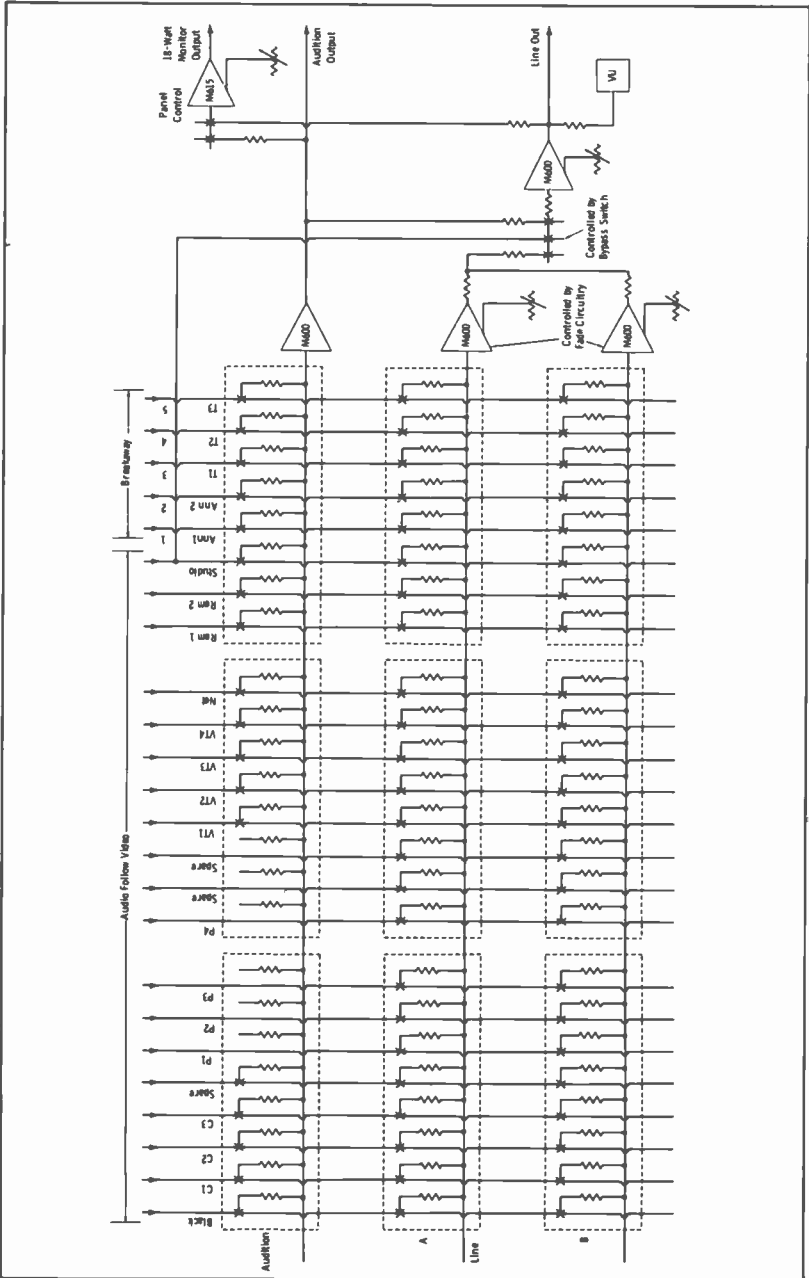 18-Watt
Monitor
Output
Panel
Control
M615
Audition
Output
Line Out
VU
M600
Controlled by
Bypass Switch
M600
M600
Controlled by
Fade Circuitry
M600
Breakaway
5
4
3
2
1
T3
T2
T1
Ann 2
Ann1
Studio
Rem 2
Rem 1
Net
VT4
VT3
VT2
VT1
Spare
Spare
P4
P3
P2
P1
Spare
C3
C2
C1
Black
Audio Follow Video
Audition
A
Line
B